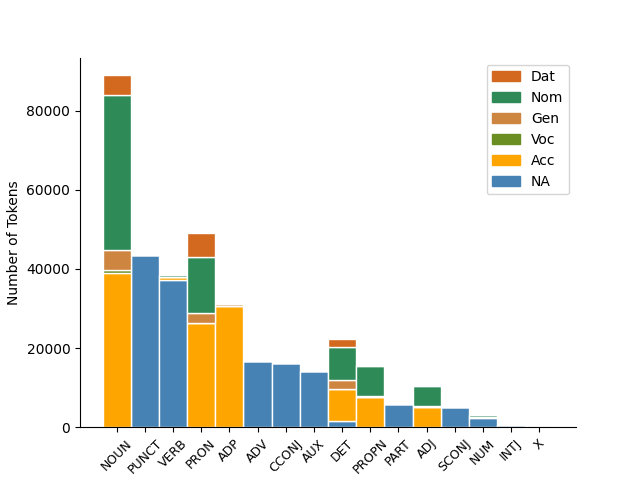 Dat
Nom
Gen
Voc
Acc
NA
Number of Tokens
80000
60000
40000
20000
0
NOUN PUNCT VERB PRON ADP ADV CCONJ AUX DET PROPN PART ADJ SCONJ NUM INTJ X